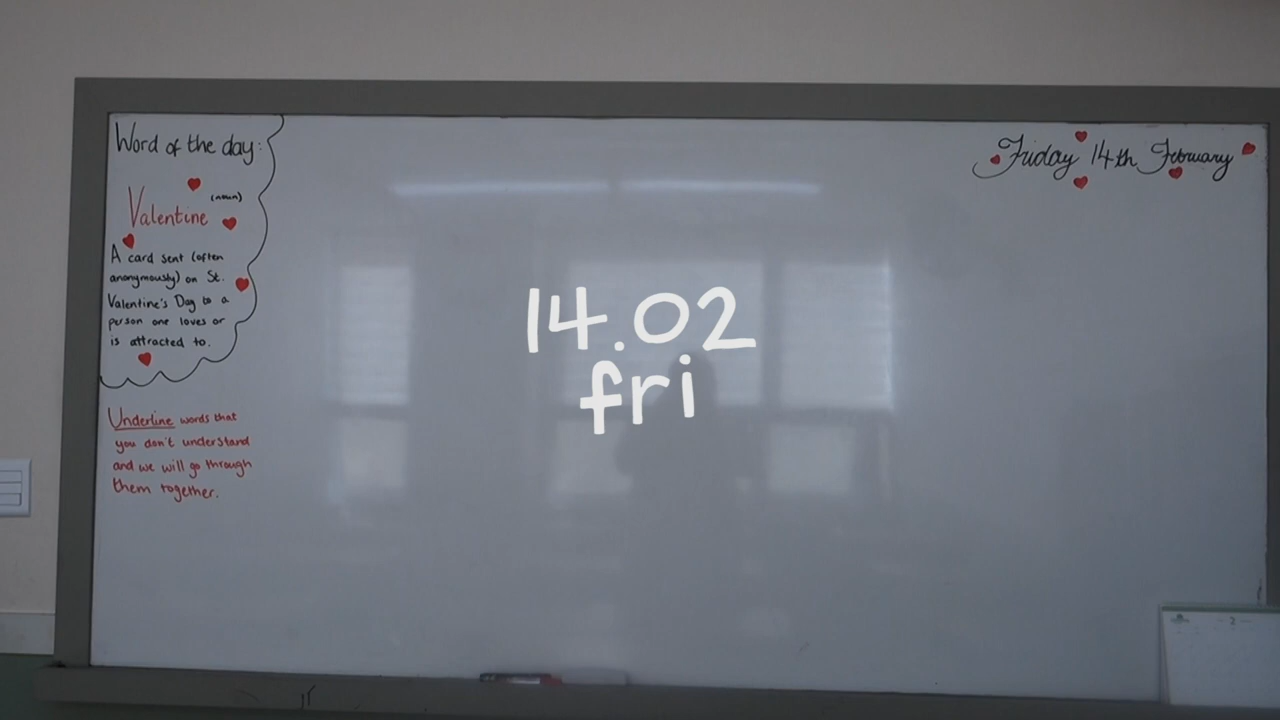 Word of the day:
(noun)
Valentine
A card sent (often
anonymously) on St.
Valentine's Day to a
person one loves or
is attracted to.
Underline words that
you don't understand
and we will go through
them together.
Friday 14th February
14.02
fri
2